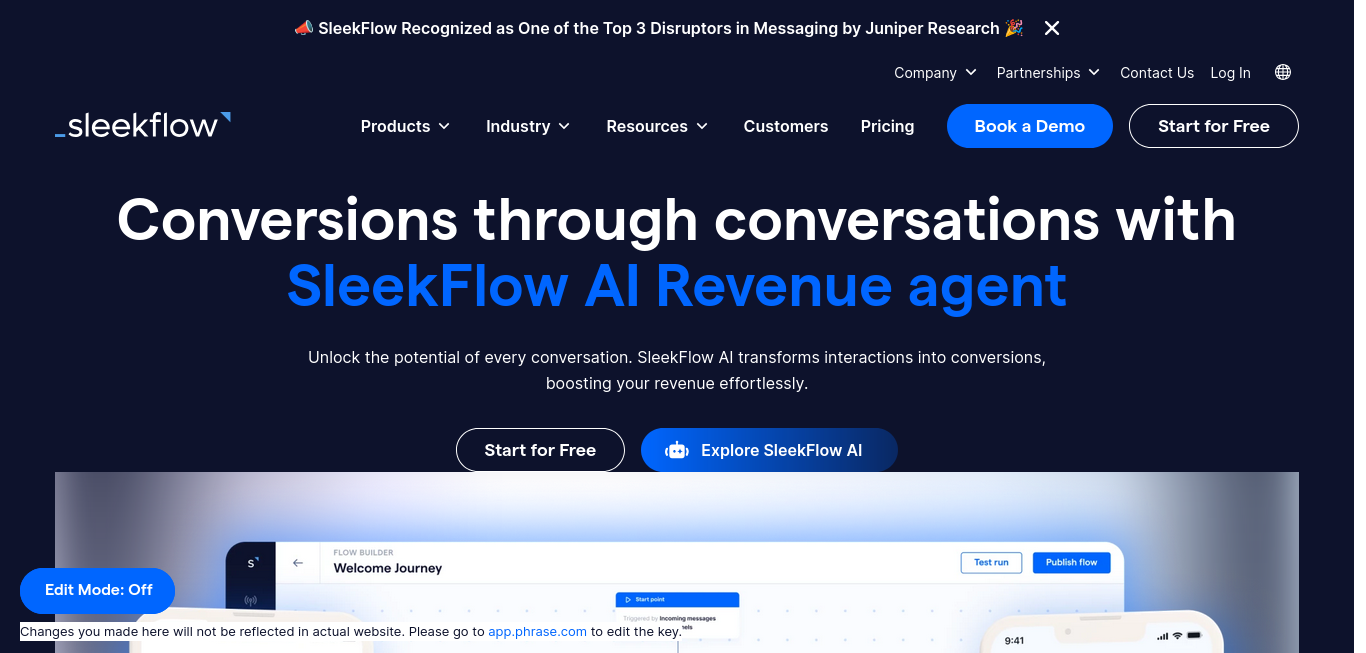 📣 SleekFlow Recognized as One of the Top 3 Disruptors in Messaging by Juniper Research 🎉
Company Partnerships Contact Us Log In
_sleekflow Products Industry Resources Customers Pricing Book a Demo Start for Free
Conversions through conversations with
SleekFlow AI Revenue agent
Unlock the potential of every conversation. SleekFlow AI transforms interactions into conversions,
boosting your revenue effortlessly.
Start for Free Explore SleekFlow AI
FLOW BUILDER
Welcome Journey
Test run Publish flow
s
Start point
Triggered by Incoming messages
Edit Mode: Off
Changes you made here will not be reflected in actual website. Please go to app.phrase.com to edit the key.
9:41